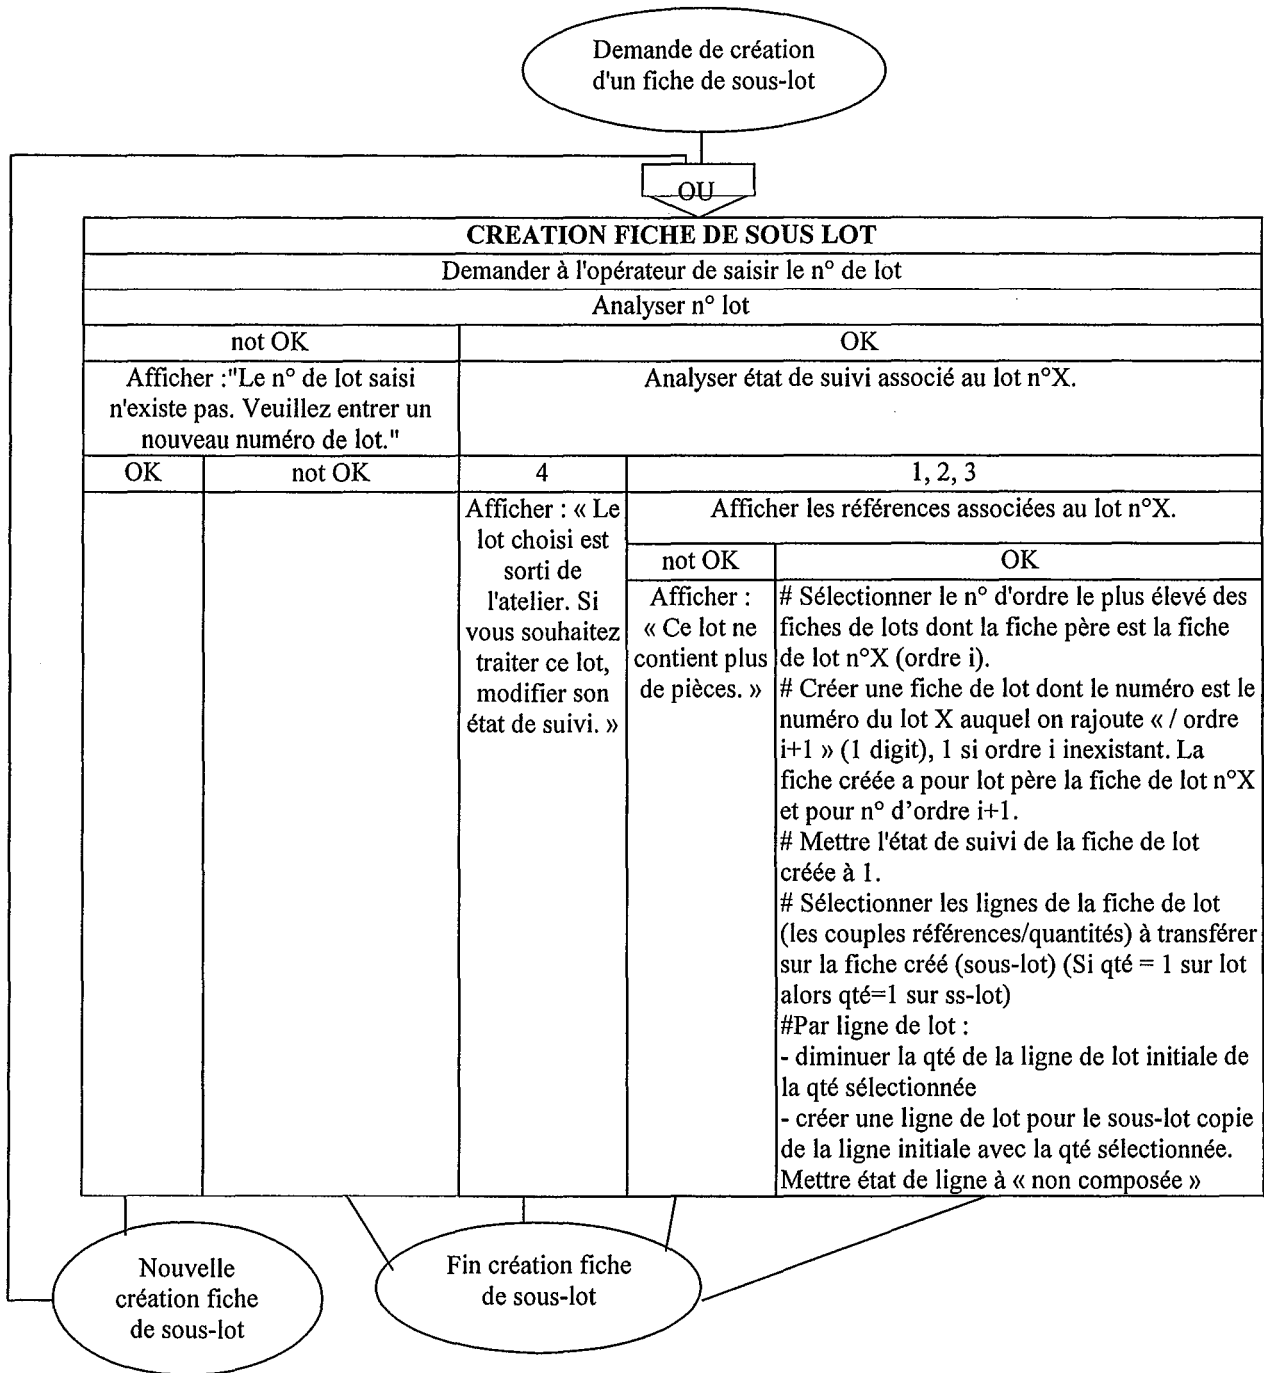 Demande de création
d'un fiche de sous-lot
OU
CREATION FICHE DE SOUS LOT
Demander à l'opérateur de saisir le n° de lot
Analyser n° lot
not OK
OK
Afficher :"Le n° de lot saisi
n'existe pas. Veuillez entrer un
nouveau numéro de lot."
Analyser état de suivi associé au lot n°X.
OK
not OK
4
1, 2, 3
Afficher : « Le
lot choisi est
sorti de
l'atelier. Si
vous souhaitez
traiter ce lot,
modifier son
état de suivi. »
Afficher les références associées au lot n°X.
not OK
OK
Afficher :
« Ce lot ne
contient plus
de pièces. »
# Sélectionner le n° d'ordre le plus élevé des
fiches de lots dont la fiche père est la fiche
de lot n°X (ordre i).
# Créer une fiche de lot dont le numéro est le
numéro du lot X auquel on rajoute « / ordre
i+1 » (1 digit), 1 si ordre i inexistant. La
fiche créée a pour lot père la fiche de lot n°X
et pour n° d'ordre i+1.
# Mettre l'état de suivi de la fiche de lot
créée à 1.
# Sélectionner les lignes de la fiche de lot
(les couples références/quantités) à transférer
sur la fiche créé (sous-lot) (Si qté = 1 sur lot
alors qté=1 sur ss-lot)
#Par ligne de lot :
- diminuer la qté de la ligne de lot initiale de
la qté sélectionnée
- créer une ligne de lot pour le sous-lot copie
de la ligne initiale avec la qté sélectionnée.
Mettre état de ligne à « non composée »
Nouvelle
création fiche
de sous-lot
Fin création fiche
de sous-lot